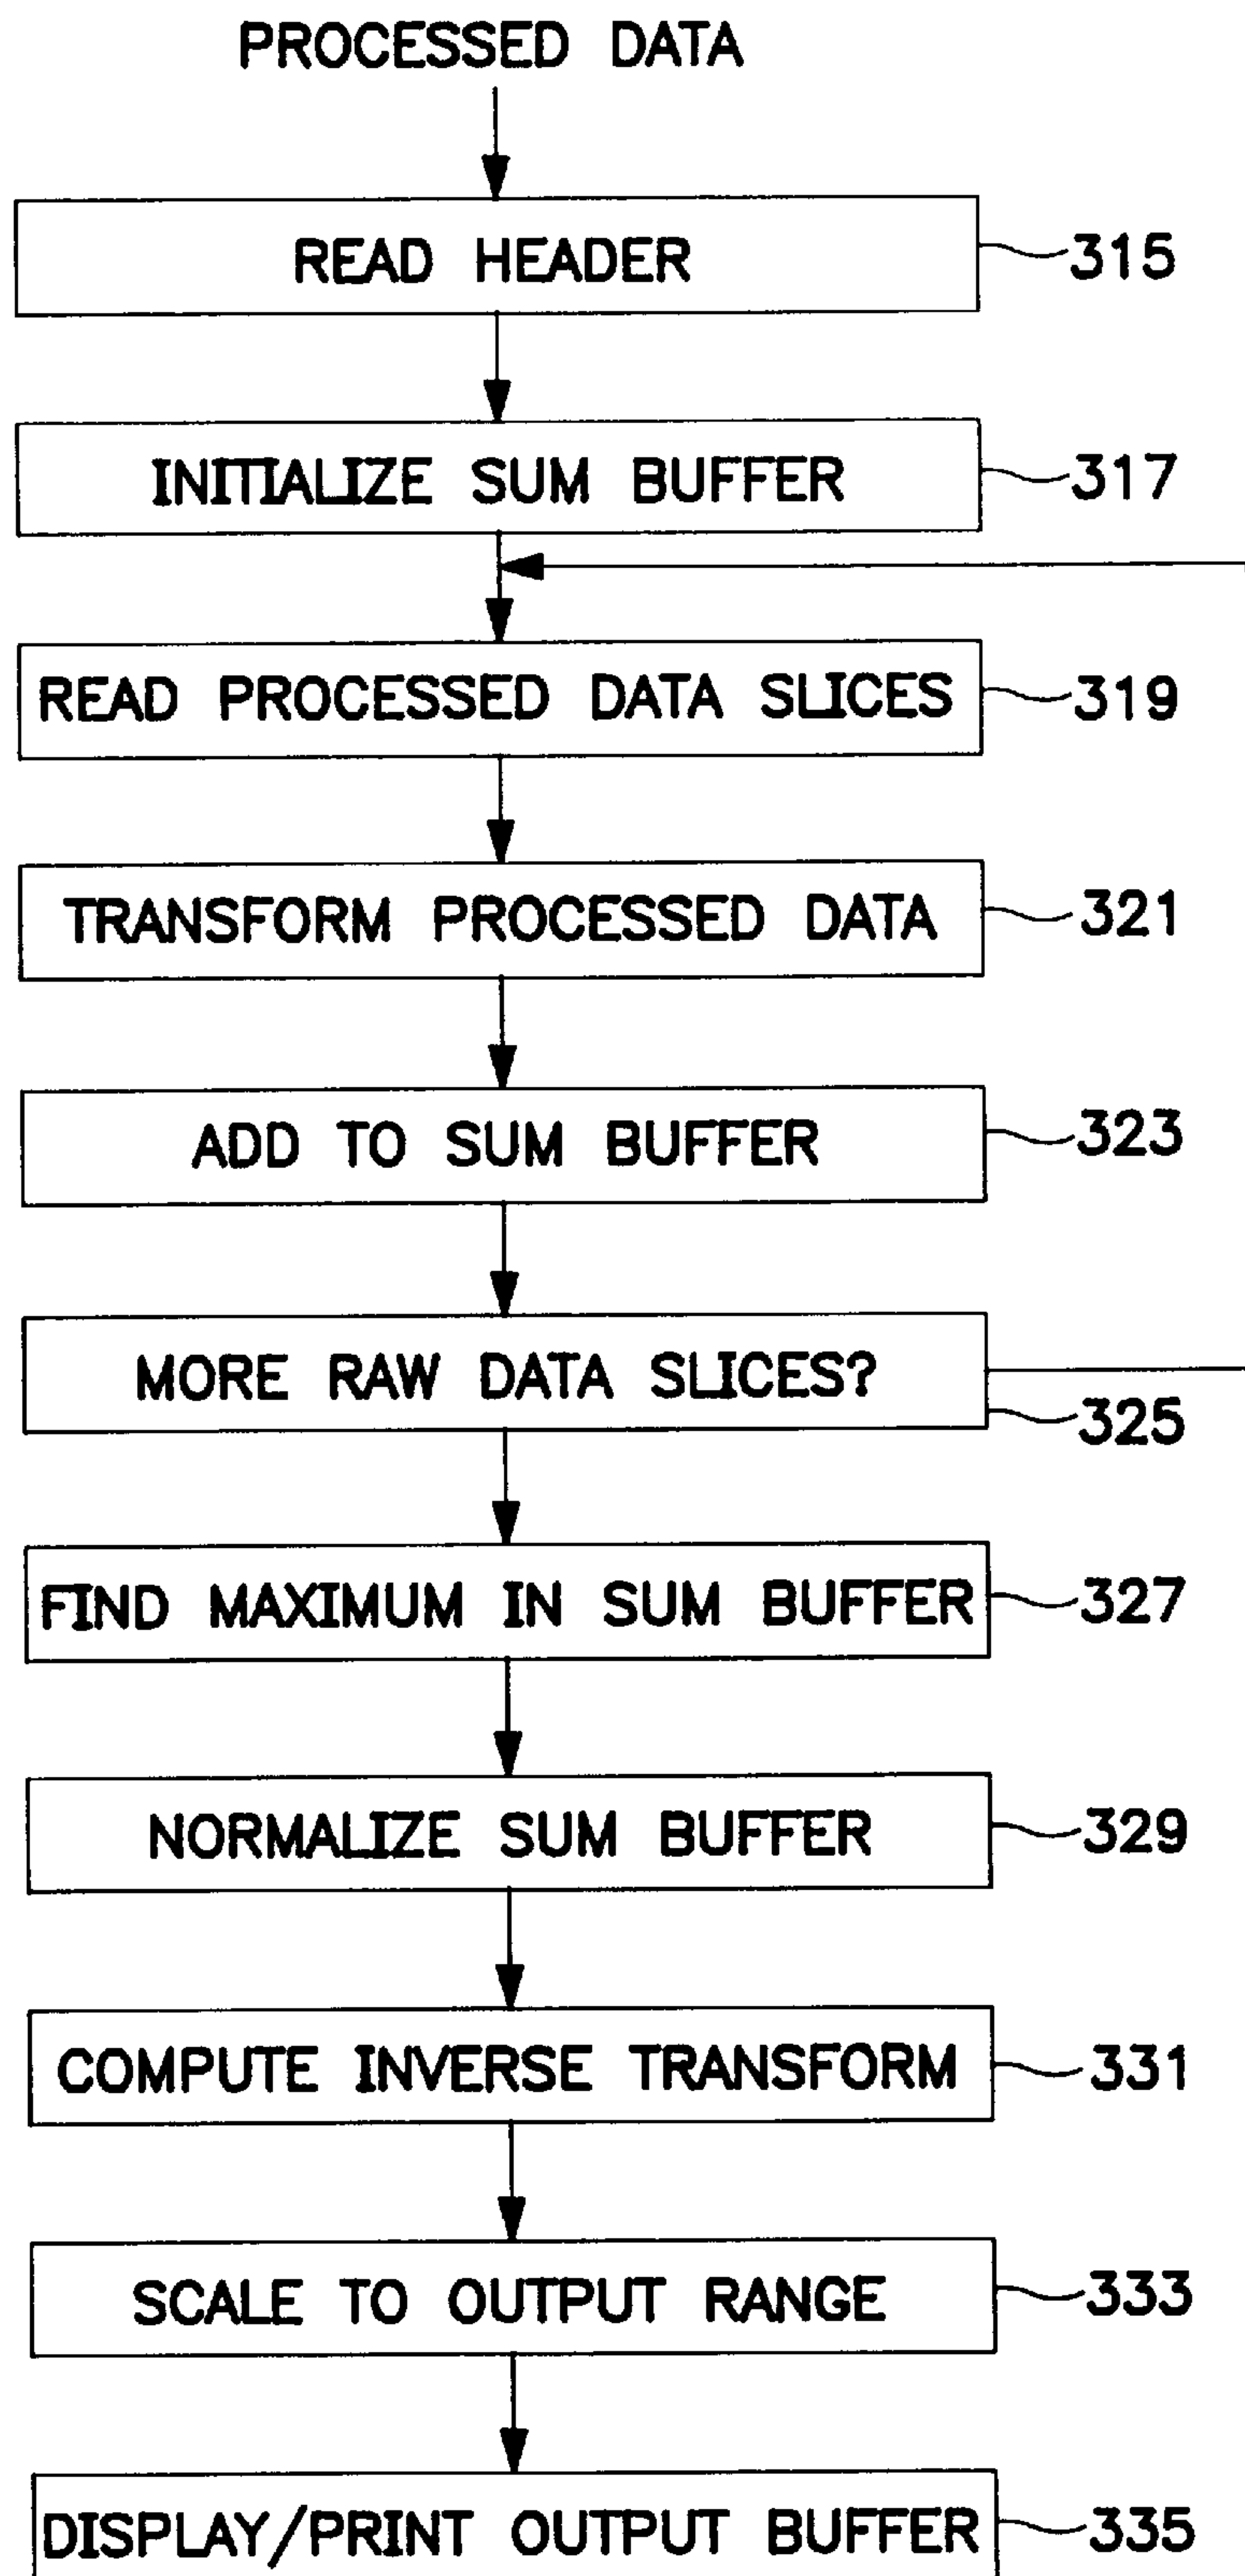 PROCESSED DATA
READ HEADER 315
INITIALIZE SUM BUFFER 317
READ PROCESSED DATA SLICES 319
TRANSFORM PROCESSED DATA 321
ADD TO SUM BUFFER 323
MORE RAW DATA SLICES? 325
FIND MAXIMUM IN SUM BUFFER 327
NORMALIZE SUM BUFFER 329
COMPUTE INVERSE TRANSFORM 331
SCALE TO OUTPUT RANGE 333
DISPLAY/PRINT OUTPUT BUFFER 335